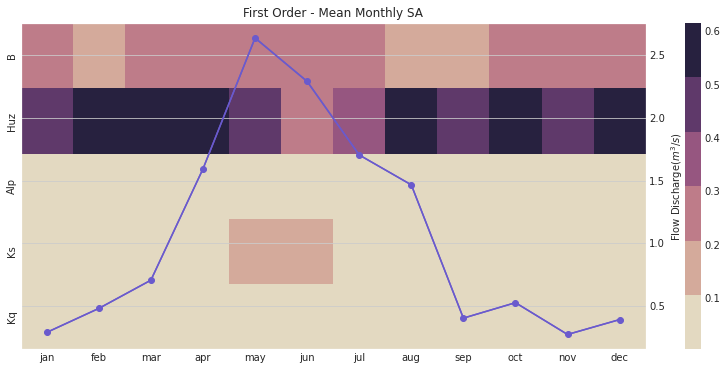 First Order - Mean Monthly SA
B
Huz
Alp
Ks
Kq
jan feb mar apr may jun jul aug sep oct nov dec
2.5
2.0
1.5
1.0
0.5
Flow Discharge(m³/s)
0.6
0.5
0.4
0.3
0.2
0.1